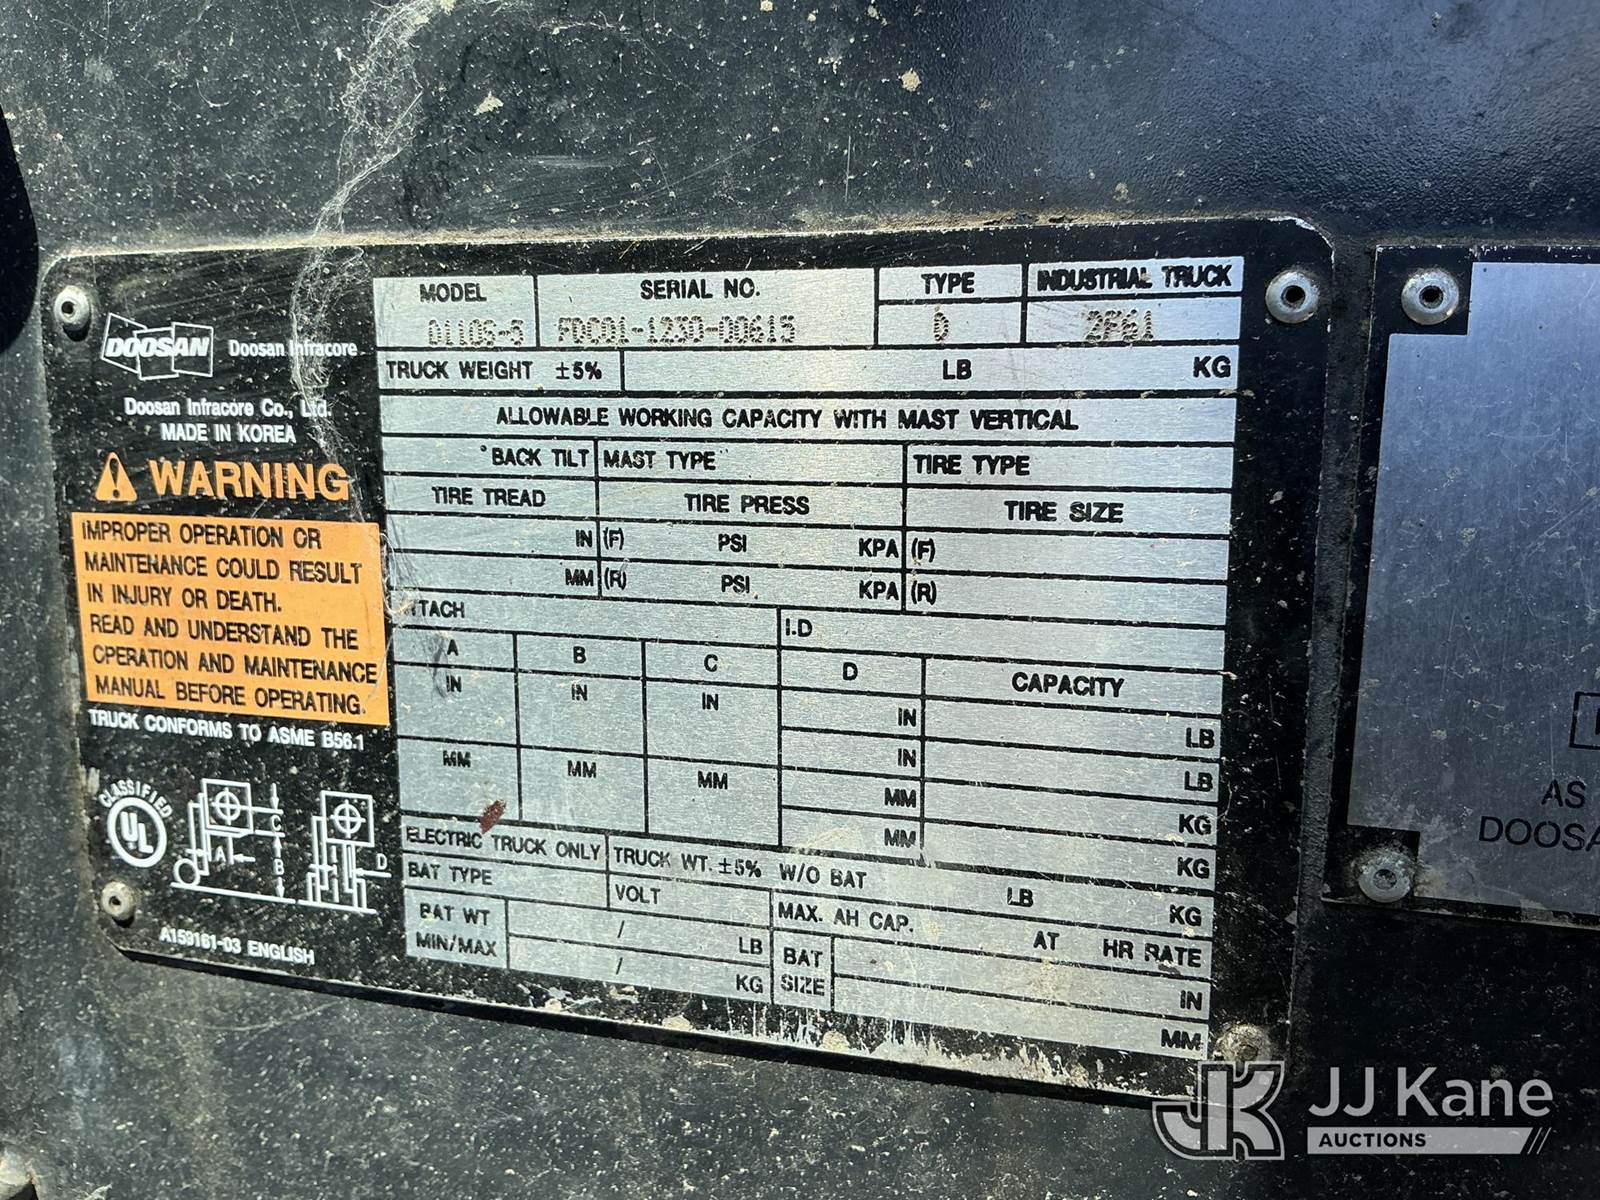 DOOSAN Doosan Infracore
Doosan Infracore Co., Ltd.
MADE IN KOREA
WARNING
IMPROPER OPERATION OR
MAINTENANCE COULD RESULT
IN INJURY OR DEATH.
READ AND UNDERSTAND THE
OPERATION AND MAINTENANCE
MANUAL BEFORE OPERATING.
TRUCK CONFORMS TO ASME B56.1
CLASSIFIED
UL
C
A
B
D
A159161-03 ENGLISH
MODEL SERIAL NO. TYPE INDUSTRIAL TRUCK
D110S-5 FDC01-1230-00615 D 2F61
TRUCK WEIGHT ±5% LB KG
ALLOWABLE WORKING CAPACITY WITH MAST VERTICAL
° BACK TILT MAST TYPE TIRE TYPE
TIRE TREAD TIRE PRESS TIRE SIZE
IN (F) PSI KPA (F)
MM (R) PSI KPA (R)
ATTACH I.D
A B C D CAPACITY
IN IN IN IN LB
IN LB
MM MM MM MM KG
MM KG
ELECTRIC TRUCK ONLY TRUCK WT. ±5% W/O BAT LB KG
BAT TYPE VOLT MAX. AH CAP. AT HR RATE
BAT WT / LB BAT IN
MIN/MAX / KG SIZE MM
AS
DOOSA
JK JJ Kane
AUCTIONS